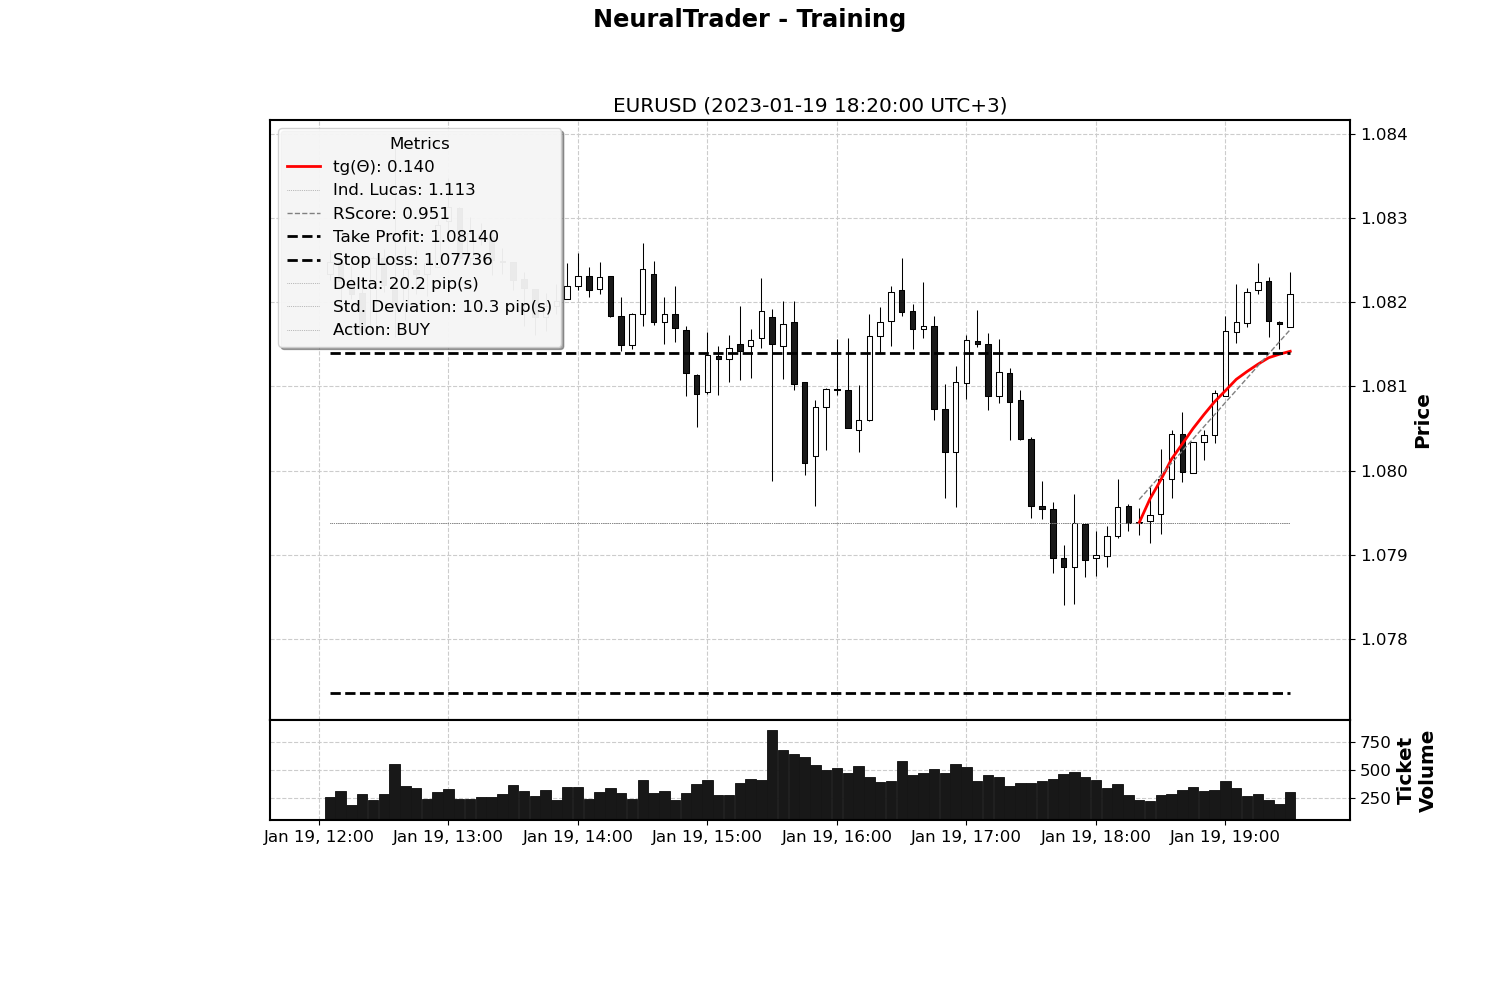 NeuralTrader - Training
EURUSD (2023-01-19 18:20:00 UTC+3)
Metrics
tg(Θ): 0.140
Ind. Lucas: 1.113
RScore: 0.951
Take Profit: 1.08140
Stop Loss: 1.07736
Delta: 20.2 pip(s)
Std. Deviation: 10.3 pip(s)
Action: BUY
1.084
1.083
1.082
1.081
1.080
1.079
1.078
Price
750
500
250
Ticket
Volume
Jan 19, 12:00
Jan 19, 13:00
Jan 19, 14:00
Jan 19, 15:00
Jan 19, 16:00
Jan 19, 17:00
Jan 19, 18:00
Jan 19, 19:00